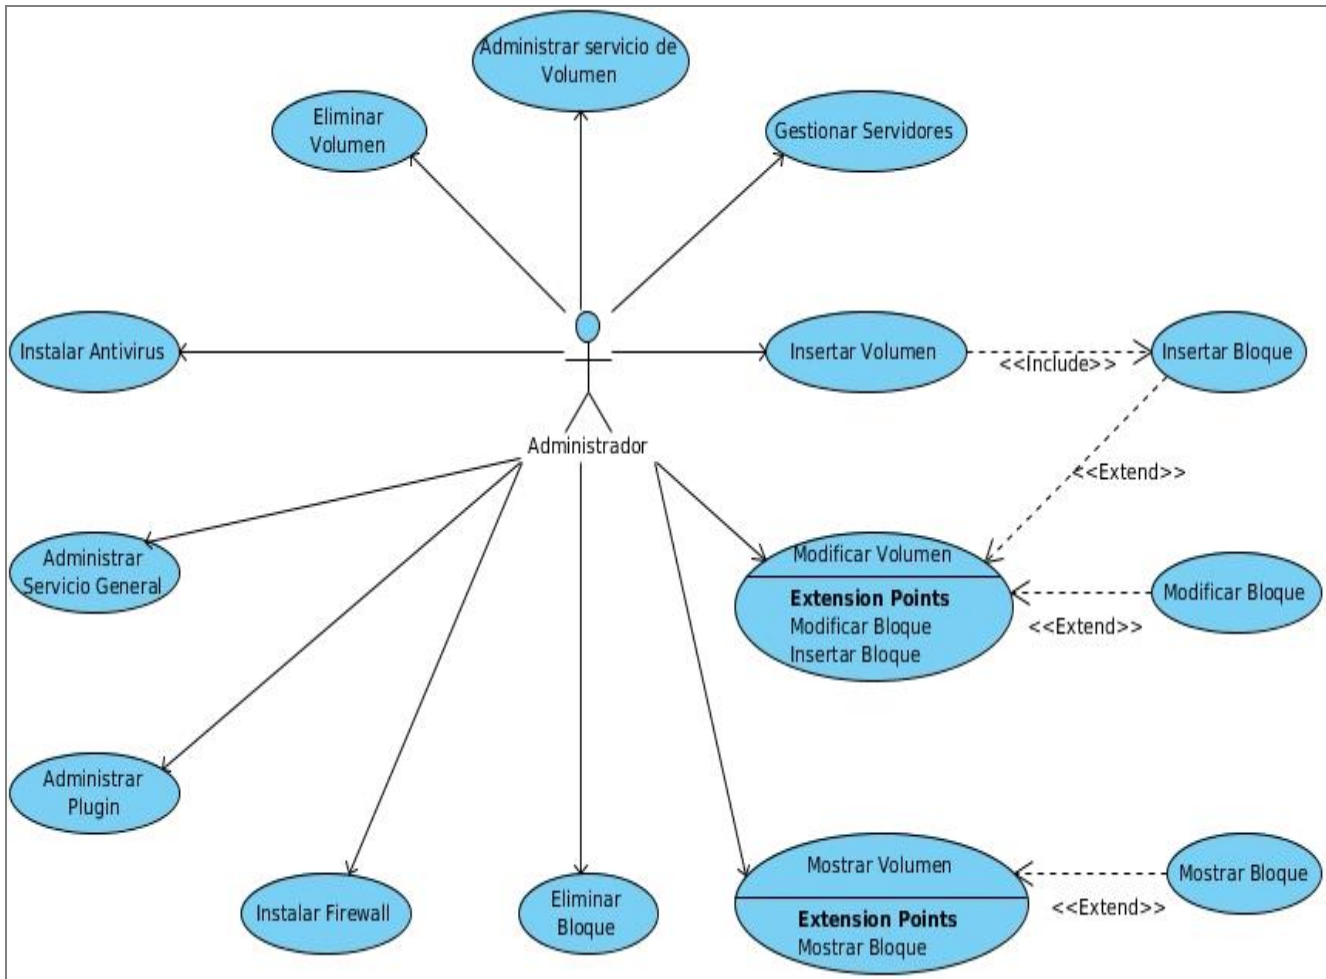 Administrar servicio de
Volumen
Eliminar
Volumen
Gestionar Servidores
Instalar Antivirus
Insertar Volumen
<<Include>>
Insertar Bloque
Administrador
<<Extend>>
Administrar
Servicio General
Modificar Volumen
Extension Points
Modificar Bloque
Insertar Bloque
<<Extend>>
Modificar Bloque
Administrar
Plugin
Instalar Firewall
Eliminar
Bloque
Mostrar Volumen
Extension Points
Mostrar Bloque
<<Extend>>
Mostrar Bloque